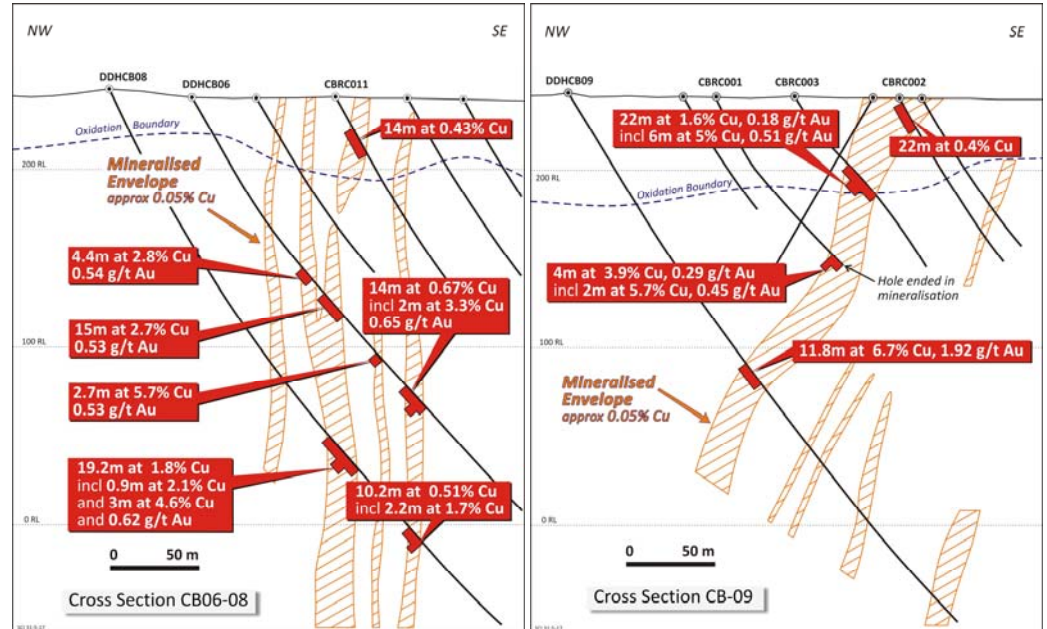 NW
SE
DDHCB08
DDHCB06
CBRC011
14m at 0.43% Cu
Oxidation Boundary
200 RL
Mineralised
Envelope
approx 0.05% Cu
4.4m at 2.8% Cu
0.54 g/t Au
14m at 0.67% Cu
incl 2m at 3.3% Cu
0.65 g/t Au
15m at 2.7% Cu
0.53 g/t Au
100 RL
2.7m at 5.7% Cu
0.53 g/t Au
19.2m at 1.8% Cu
incl 0.9m at 2.1% Cu
and 3m at 4.6% Cu
and 0.62 g/t Au
10.2m at 0.51% Cu
incl 2.2m at 1.7% Cu
0 RL
0 50 m
Cross Section CB06-08
NW
SE
DDHCB09
CBRC001
CBRC003
CBRC002
22m at 1.6% Cu, 0.18 g/t Au
incl 6m at 5% Cu, 0.51 g/t Au
22m at 0.4% Cu
200 RL
Oxidation Boundary
4m at 3.9% Cu, 0.29 g/t Au
incl 2m at 5.7% Cu, 0.45 g/t Au
Hole ended in
mineralisation
100 RL
11.8m at 6.7% Cu, 1.92 g/t Au
Mineralised
Envelope
approx 0.05% Cu
0 RL
0 50 m
Cross Section CB-09